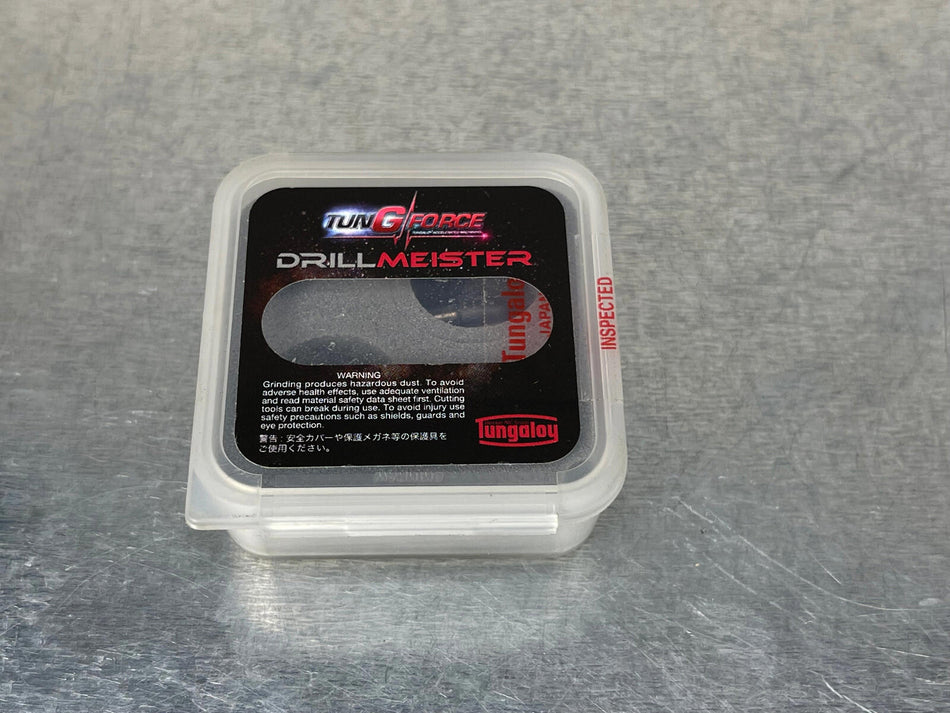 TUNGFORCE
DRILLMEISTER
Tungaloy
JAPAN
INSPECTED
WARNING
Grinding produces hazardous dust. To avoid
adverse health effects, use adequate ventilation
and read material safety data sheet first. Cutting
tools can break during use. To avoid injury use
safety precautions such as shields, guards and
eye protection.
警告：安全カバーや保護メガネ等の保護具を
ご使用ください。
Tungaloy